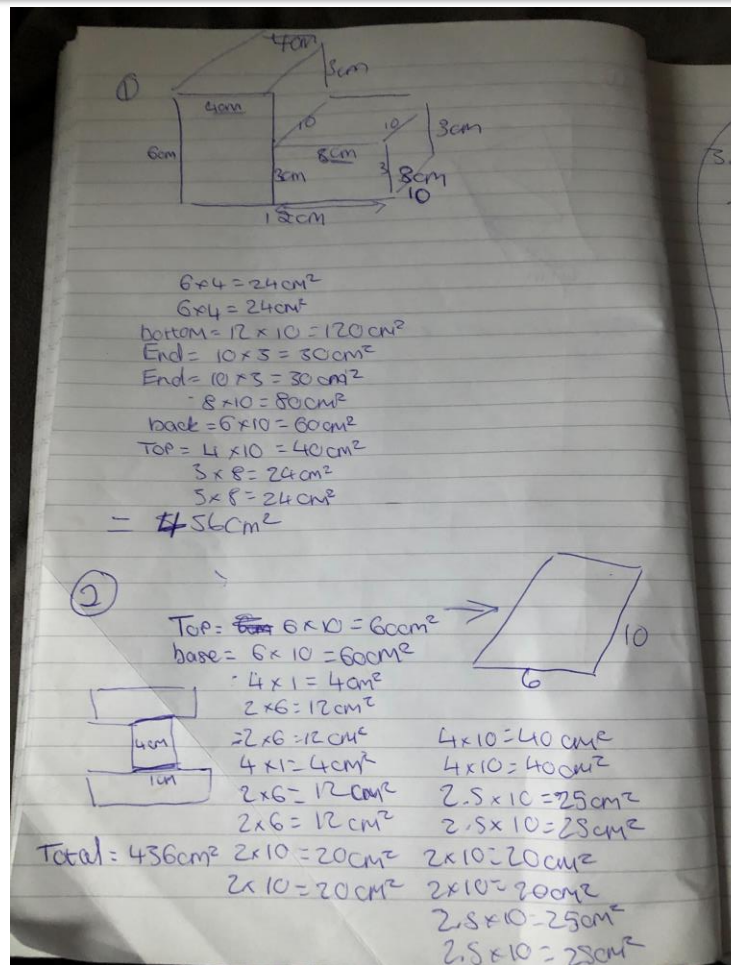 ①
4cm
3cm
4cm
10
10
3cm
6cm
8cm
3cm
3
8cm
10
12cm
3.
6×4 = 24cm²
6×4 = 24cm²
bottom = 12 × 10 = 120cm²
End = 10 × 3 = 30cm²
End = 10 × 3 = 30cm²
8 × 10 = 80cm²
back = 6×10 = 60cm²
Top = 4 × 10 = 40cm²
3 × 8 = 24cm²
3 × 8 = 24cm²
= 456cm²
②
Top = 6 × 10 = 60cm²
10
base = 6 × 10 = 60cm²
6
4 × 1 = 4cm²
2 × 6 = 12cm²
4cm
= 2×6 = 12cm² 4×10 = 40cm²
1cm
4 × 1 = 4cm² 4×10 = 40cm²
2×6 = 12cm² 2.5 × 10 = 25cm²
2×6 = 12cm² 2.5 × 10 = 25cm²
Total = 436cm² 2×10 = 20cm² 2×10 = 20cm²
2×10 = 20cm² 2×10 = 20cm²
2.5×10 = 25cm²
2.5×10 = 25cm²